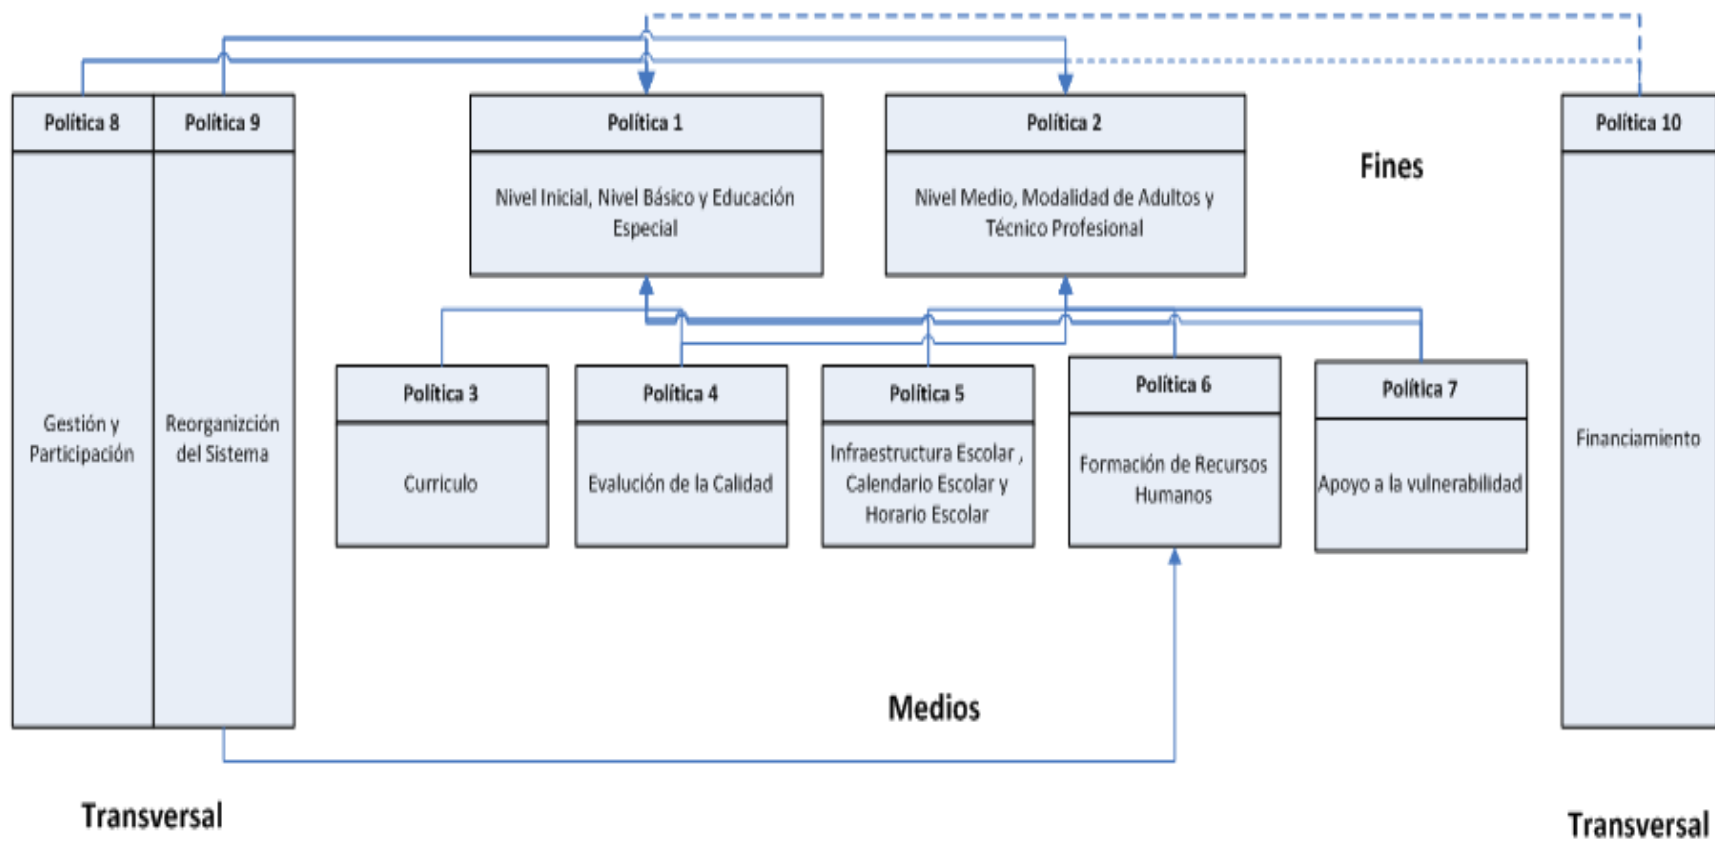 Política 8
Política 9
Política 1
Política 2
Política 10
Fines
Nivel Inicial, Nivel Básico y Educación
Especial
Nivel Medio, Modalidad de Adultos y
Técnico Profesional
Política 3
Política 4
Política 5
Política 6
Política 7
Gestión y
Participación
Reorganizción
del Sistema
Curriculo
Evalución de la Calidad
Infraestructura Escolar ,
Calendario Escolar y
Horario Escolar
Formación de Recursos
Humanos
Apoyo a la vulnerabilidad
Financiamiento
Medios
Transversal
Transversal